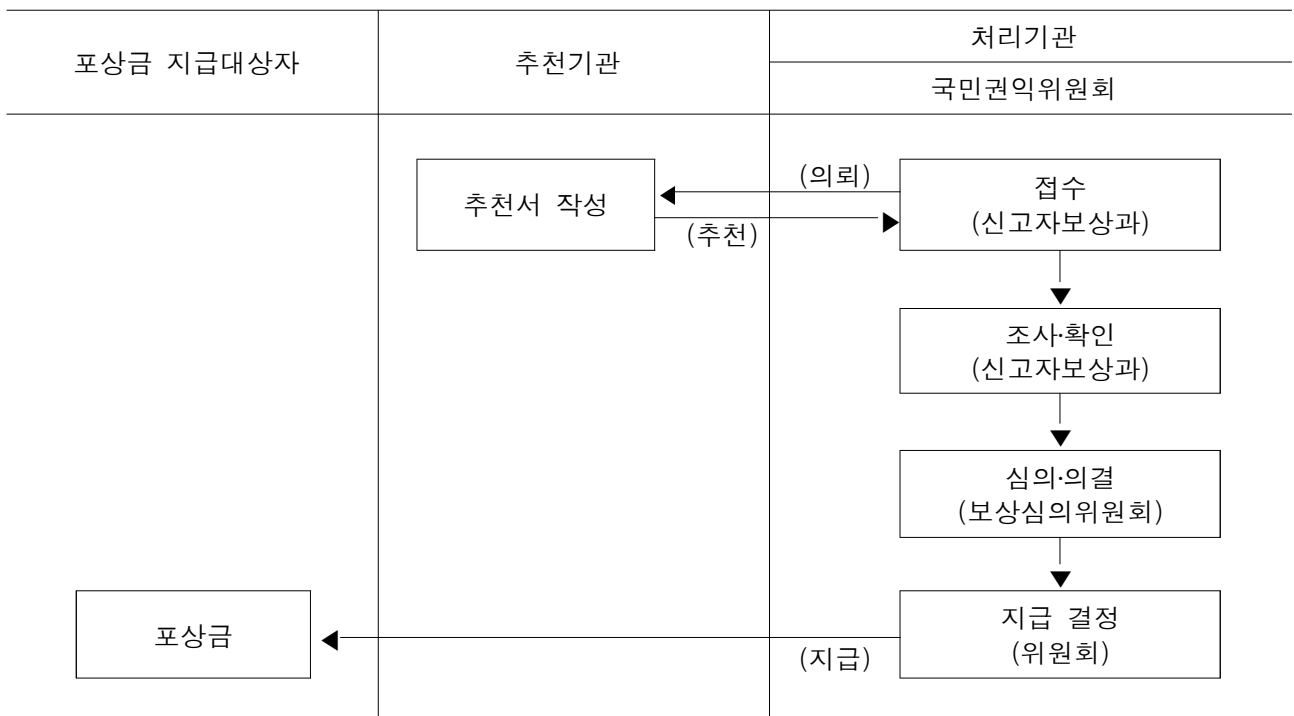 포상금 지급대상자
추천기관
처리기관
국민권익위원회
추천서 작성
(의뢰)
(추천)
접수
(신고자보상과)
조사·확인
(신고자보상과)
심의·의결
(보상심의위원회)
포상금
(지급)
지급 결정
(위원회)